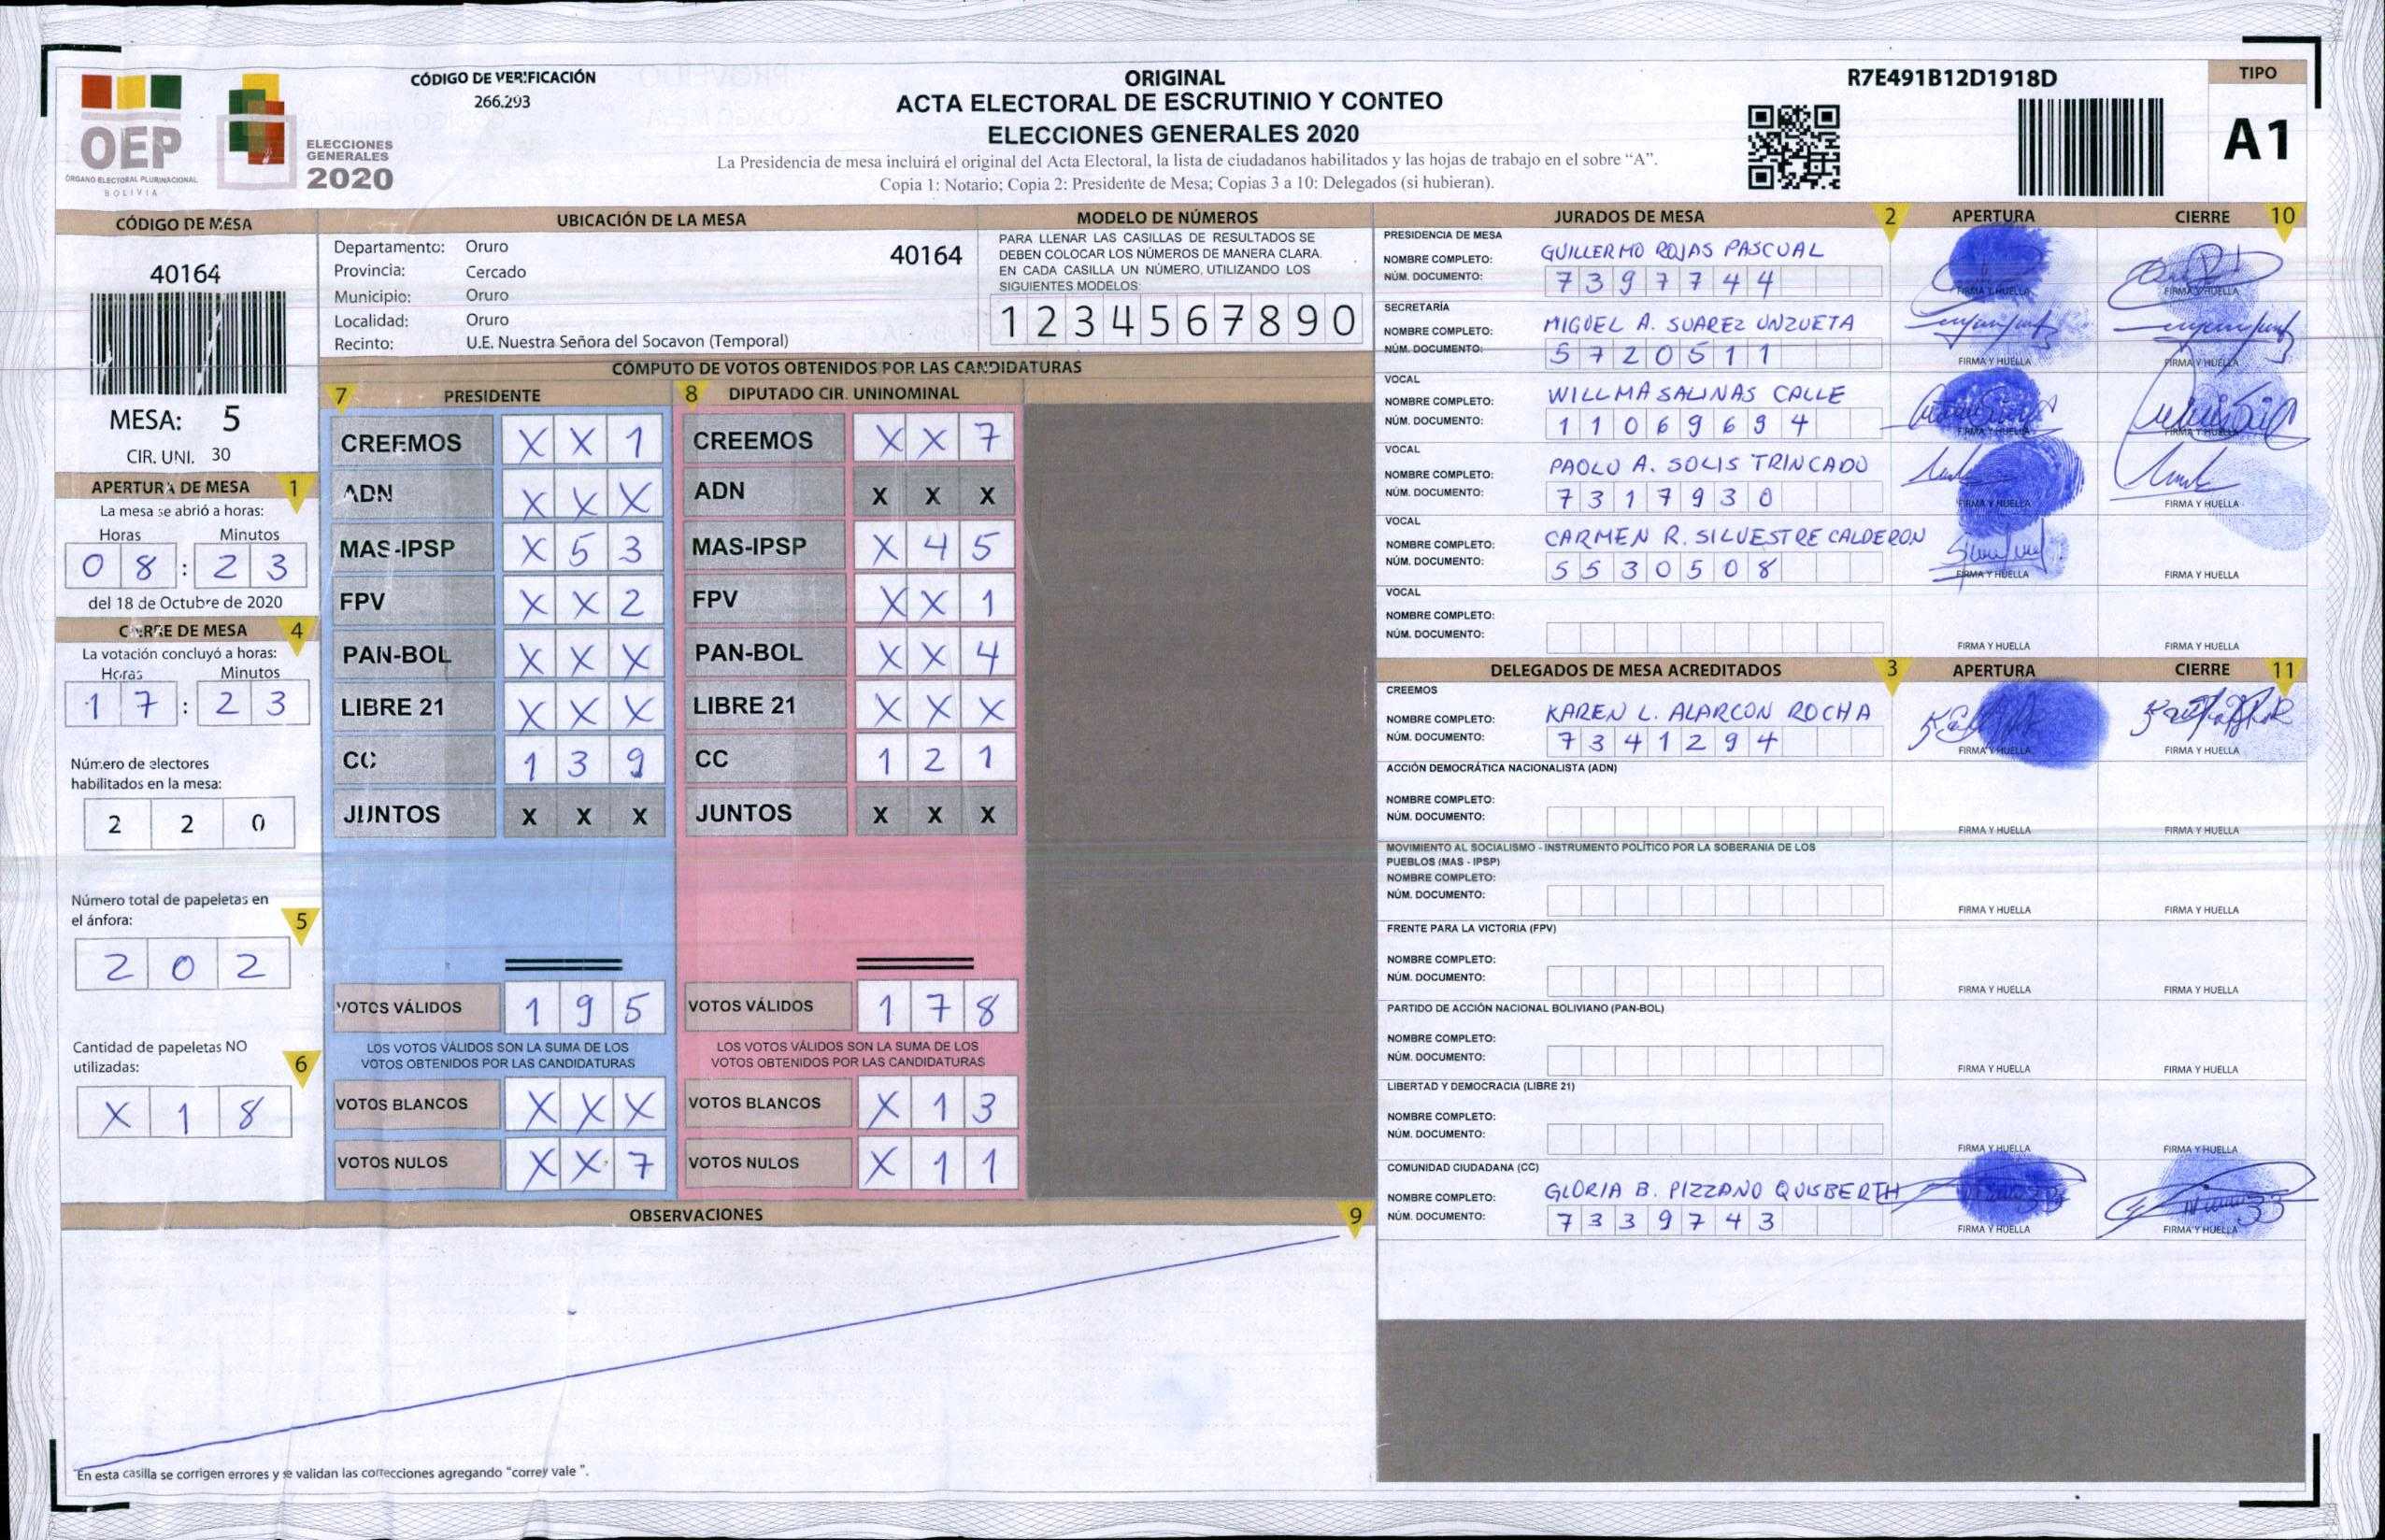 CÓDIGO DE VERIFICACIÓN
266.293
ORIGINAL
ACTA ELECTORAL DE ESCRUTINIO Y CONTEO
ELECCIONES GENERALES 2020
La Presidencia de mesa incluirá el original del Acta Electoral, la lista de ciudadanos habilitados y las hojas de trabajo en el sobre “A”.
Copia 1: Notario; Copia 2: Presidente de Mesa; Copias 3 a 10: Delegados (si hubieran).
R7E491B12D1918D
TIPO
A1
OEP
ÓRGANO ELECTORAL PLURINACIONAL
BOLIVIA
ELECCIONES
GENERALES
2020
CÓDIGO DE MESA
40164
MESA: 5
CIR. UNI. 30
APERTURA DE MESA 1
La mesa se abrió a horas:
Horas Minutos
0 8 : 2 3
del 18 de Octubre de 2020
CIERRE DE MESA 4
La votación concluyó a horas:
Horas Minutos
1 7 : 2 3
Número de electores
habilitados en la mesa:
2 2 0
Número total de papeletas en
el ánfora: 5
2 0 2
Cantidad de papeletas NO
utilizadas: 6
X 1 8
UBICACIÓN DE LA MESA
Departamento: Oruro 40164
Provincia: Cercado
Municipio: Oruro
Localidad: Oruro
Recinto: U.E. Nuestra Señora del Socavon (Temporal)
MODELO DE NÚMEROS
PARA LLENAR LAS CASILLAS DE RESULTADOS SE
DEBEN COLOCAR LOS NÚMEROS DE MANERA CLARA.
EN CADA CASILLA UN NÚMERO, UTILIZANDO LOS
SIGUIENTES MODELOS:
1 2 3 4 5 6 7 8 9 0
CÓMPUTO DE VOTOS OBTENIDOS POR LAS CANDIDATURAS
7 PRESIDENTE 8 DIPUTADO CIR. UNINOMINAL
CREEMOS X X 1 CREEMOS X X 7
ADN X X X ADN X X X
MAS-IPSP X 5 3 MAS-IPSP X 4 5
FPV X X 2 FPV X X 1
PAN-BOL X X X PAN-BOL X X 4
LIBRE 21 X X X LIBRE 21 X X X
CC 1 3 9 CC 1 2 1
JUNTOS X X X JUNTOS X X X
VOTOS VÁLIDOS 1 9 5 VOTOS VÁLIDOS 1 7 8
LOS VOTOS VÁLIDOS SON LA SUMA DE LOS LOS VOTOS VÁLIDOS SON LA SUMA DE LOS
VOTOS OBTENIDOS POR LAS CANDIDATURAS VOTOS OBTENIDOS POR LAS CANDIDATURAS
VOTOS BLANCOS X X X VOTOS BLANCOS X 1 3
VOTOS NULOS X X 7 VOTOS NULOS X 1 1
OBSERVACIONES 9
En esta casilla se corrigen errores y se validan las correcciones agregando “corre y vale ”.
JURADOS DE MESA 2 APERTURA CIERRE 10
PRESIDENCIA DE MESA
NOMBRE COMPLETO: GUILLERMO ROJAS PASCUAL
NÚM. DOCUMENTO: 7 3 9 7 7 4 4
FIRMA Y HUELLA FIRMA Y HUELLA
SECRETARÍA
NOMBRE COMPLETO: MIGUEL A. SUAREZ UNZUETA
NÚM. DOCUMENTO: 5 7 2 0 5 1 1
FIRMA Y HUELLA FIRMA Y HUELLA
VOCAL
NOMBRE COMPLETO: WILLMA SALINAS CALLE
NÚM. DOCUMENTO: 1 1 0 6 9 6 9 4
FIRMA Y HUELLA FIRMA Y HUELLA
VOCAL
NOMBRE COMPLETO: PAOLO A. SOLIS TRINCADO
NÚM. DOCUMENTO: 7 3 1 7 9 3 0
FIRMA Y HUELLA FIRMA Y HUELLA
VOCAL
NOMBRE COMPLETO: CARMEN R. SILVESTRE CALDERON
NÚM. DOCUMENTO: 5 5 3 0 5 0 8
FIRMA Y HUELLA FIRMA Y HUELLA
VOCAL
NOMBRE COMPLETO:
NÚM. DOCUMENTO:
FIRMA Y HUELLA FIRMA Y HUELLA
DELEGADOS DE MESA ACREDITADOS 3 APERTURA CIERRE 11
CREEMOS
NOMBRE COMPLETO: KAREN L. ALARCON ROCHA
NÚM. DOCUMENTO: 7 3 4 1 2 9 4
FIRMA Y HUELLA FIRMA Y HUELLA
ACCIÓN DEMOCRÁTICA NACIONALISTA (ADN)
NOMBRE COMPLETO:
NÚM. DOCUMENTO:
FIRMA Y HUELLA FIRMA Y HUELLA
MOVIMIENTO AL SOCIALISMO - INSTRUMENTO POLÍTICO POR LA SOBERANIA DE LOS
PUEBLOS (MAS - IPSP)
NOMBRE COMPLETO:
NÚM. DOCUMENTO:
FIRMA Y HUELLA FIRMA Y HUELLA
FRENTE PARA LA VICTORIA (FPV)
NOMBRE COMPLETO:
NÚM. DOCUMENTO:
FIRMA Y HUELLA FIRMA Y HUELLA
PARTIDO DE ACCIÓN NACIONAL BOLIVIANO (PAN-BOL)
NOMBRE COMPLETO:
NÚM. DOCUMENTO:
FIRMA Y HUELLA FIRMA Y HUELLA
LIBERTAD Y DEMOCRACIA (LIBRE 21)
NOMBRE COMPLETO:
NÚM. DOCUMENTO:
FIRMA Y HUELLA FIRMA Y HUELLA
COMUNIDAD CIUDADANA (CC)
NOMBRE COMPLETO: GLORIA B. PIZZANO QUISBERTH
NÚM. DOCUMENTO: 7 3 3 9 7 4 3
FIRMA Y HUELLA FIRMA Y HUELLA